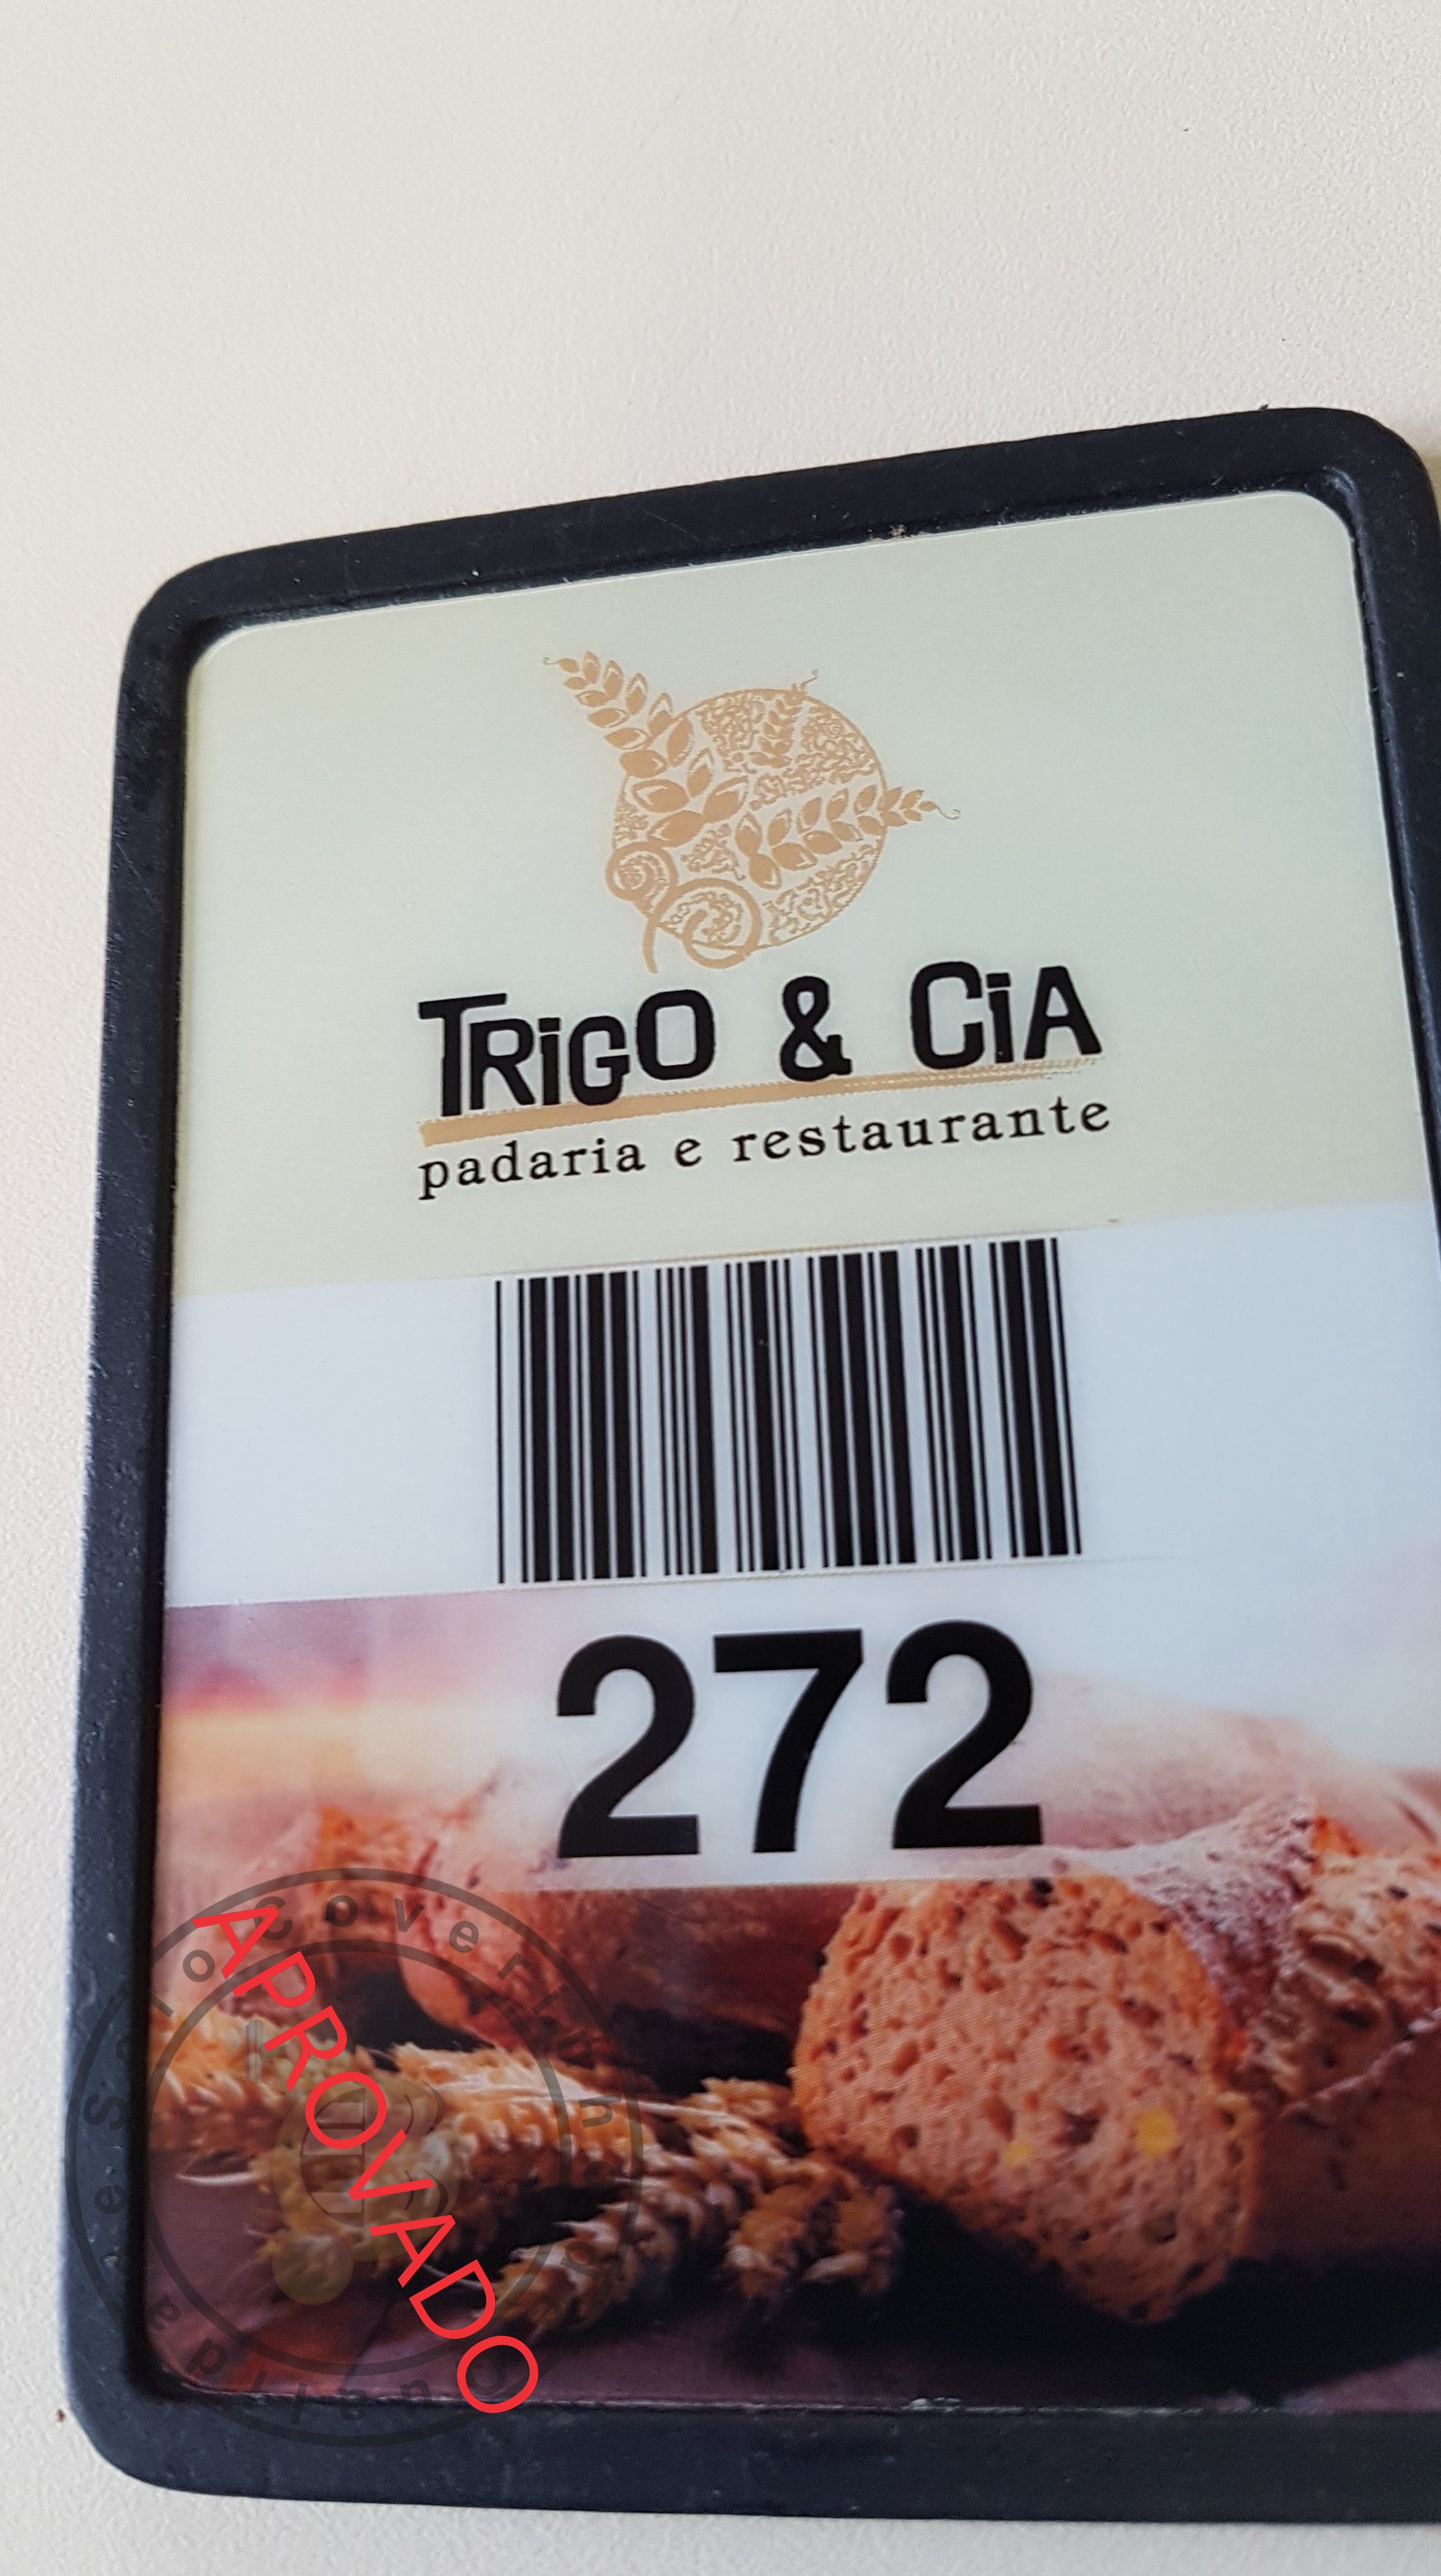 TRiGO & CiA
padaria e restaurante
272
APROVADO